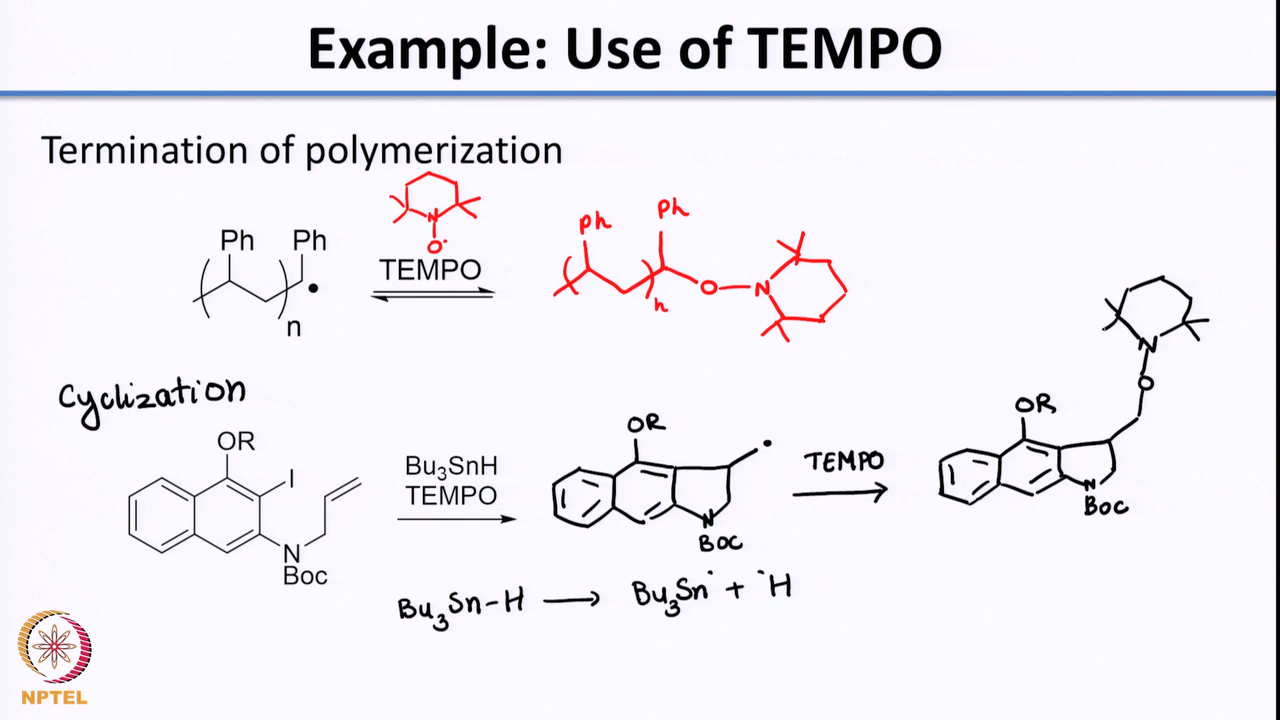 Example: Use of TEMPO
Termination of polymerization
Ph Ph
n
N
O·
TEMPO
Ph Ph
n
O N
Cyclization
OR
I
N
Boc
Bu3SnH
TEMPO
OR
N
Boc
TEMPO
OR
N
Boc
O
N
Bu3Sn-H → Bu3Sn· + ·H
NPTEL